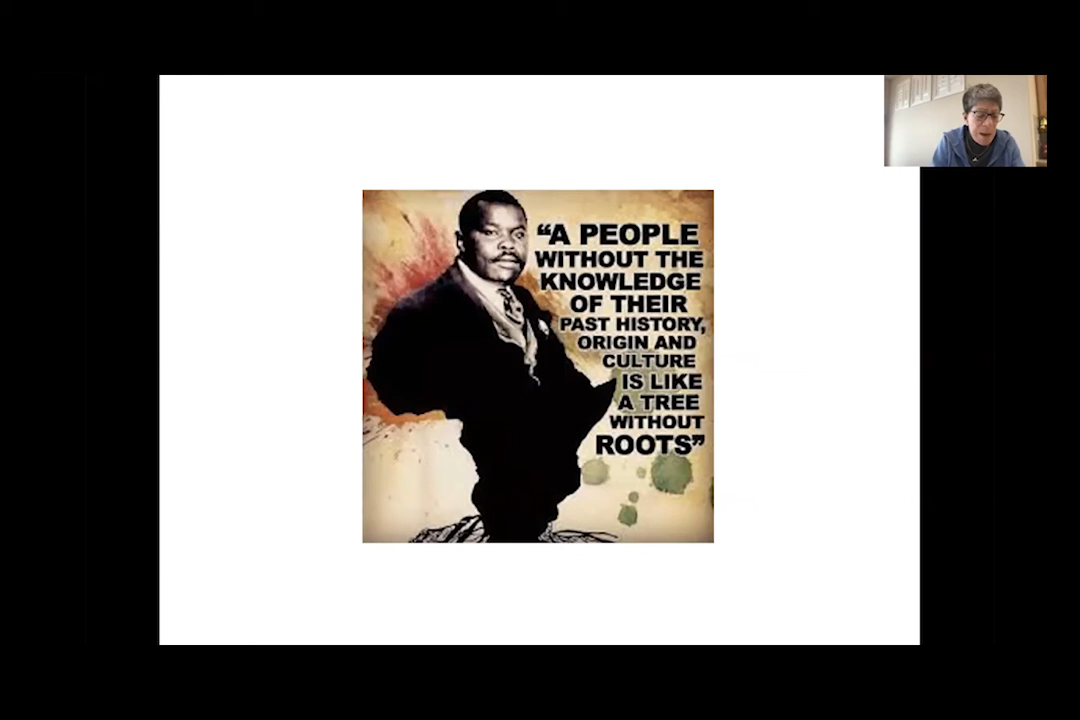 “A PEOPLE
WITHOUT THE
KNOWLEDGE
OF THEIR
PAST HISTORY,
ORIGIN AND
CULTURE
IS LIKE
A TREE
WITHOUT
ROOTS”